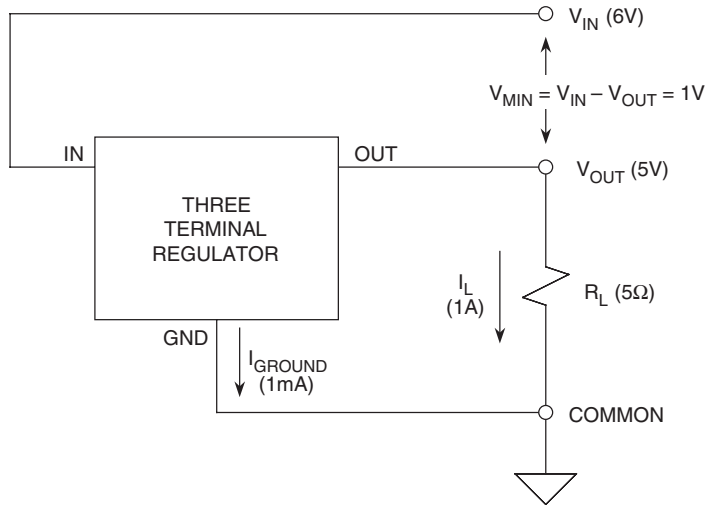 V_IN (6V)
V_MIN = V_IN – V_OUT = 1V
IN
OUT
V_OUT (5V)
THREE
TERMINAL
REGULATOR
I_L
(1A)
R_L (5Ω)
GND
I_GROUND
(1mA)
COMMON